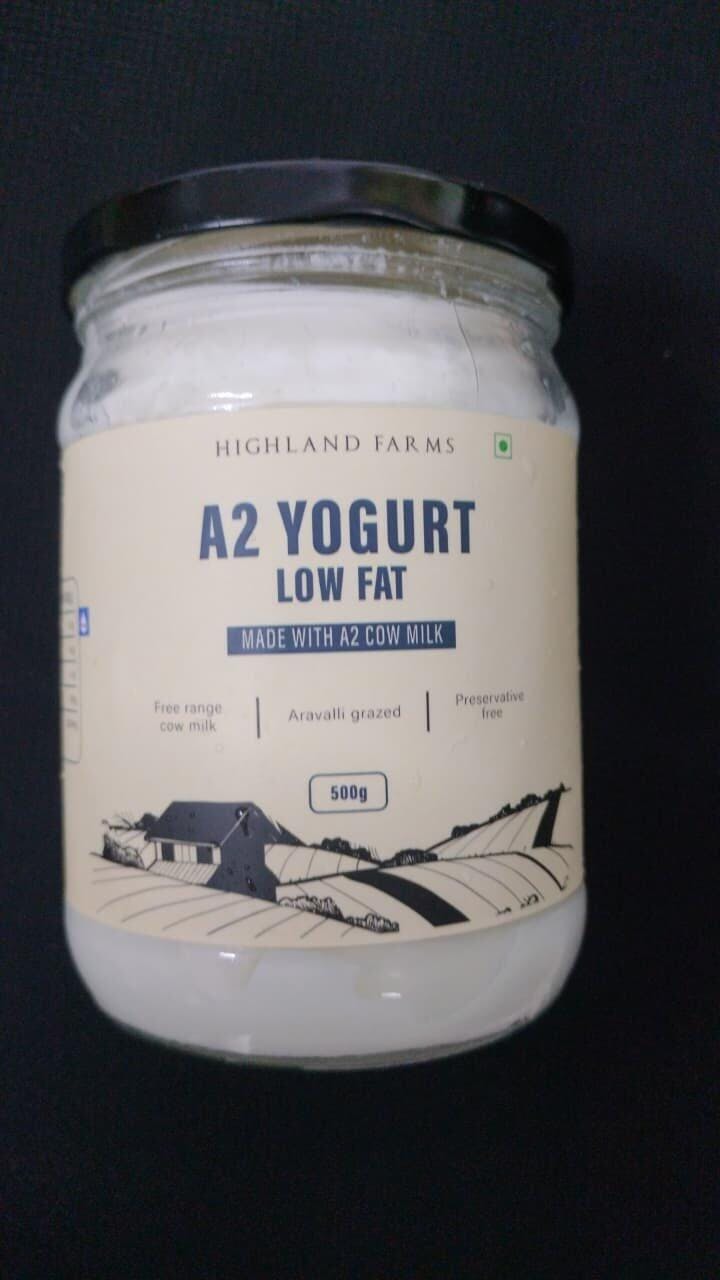 HIGHLAND FARMS
A2 YOGURT
LOW FAT
MADE WITH A2 COW MILK
Free range
cow milk
Aravalli grazed
Preservative
free
500g